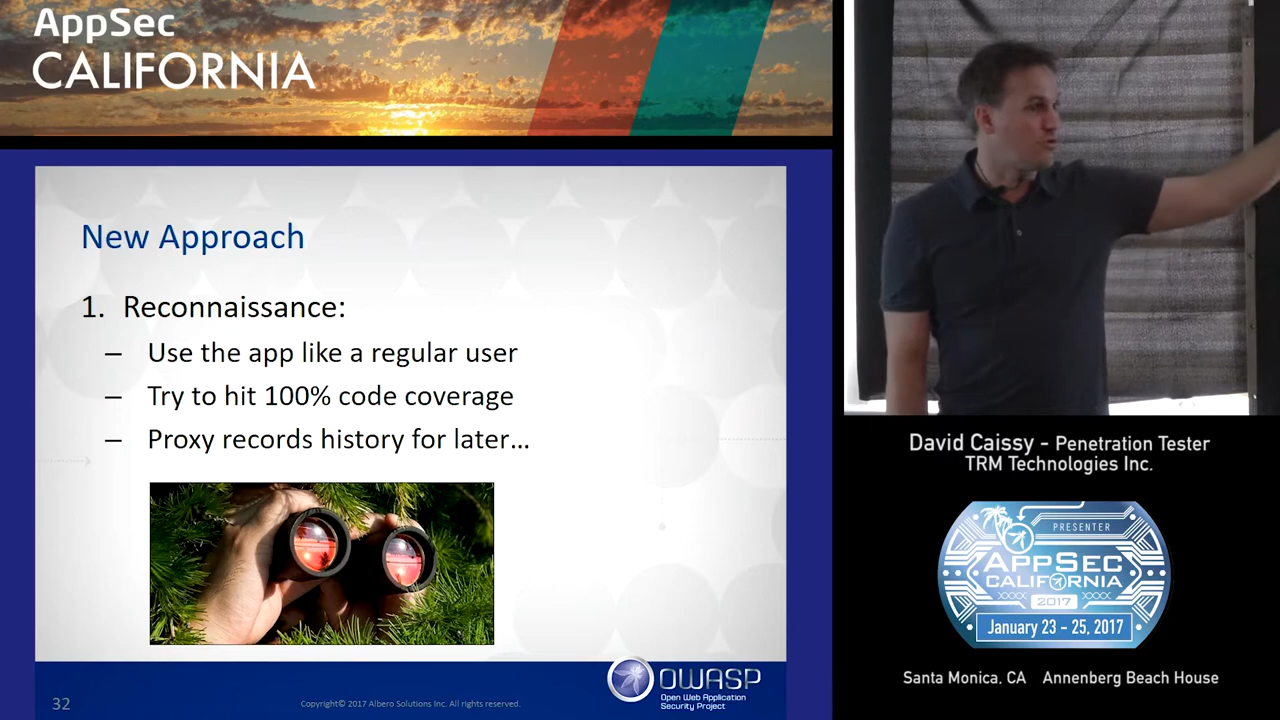 AppSec
CALIFORNIA
New Approach
1. Reconnaissance:
– Use the app like a regular user
– Try to hit 100% code coverage
– Proxy records history for later…
32
Copyright© 2017 Albero Solutions Inc. All rights reserved.
OWASP
Open Web Application
Security Project
David Caissy - Penetration Tester
TRM Technologies Inc.
PRESENTER
APPSEC
CALIFORNIA
2017
January 23 - 25, 2017
Santa Monica, CA Annenberg Beach House